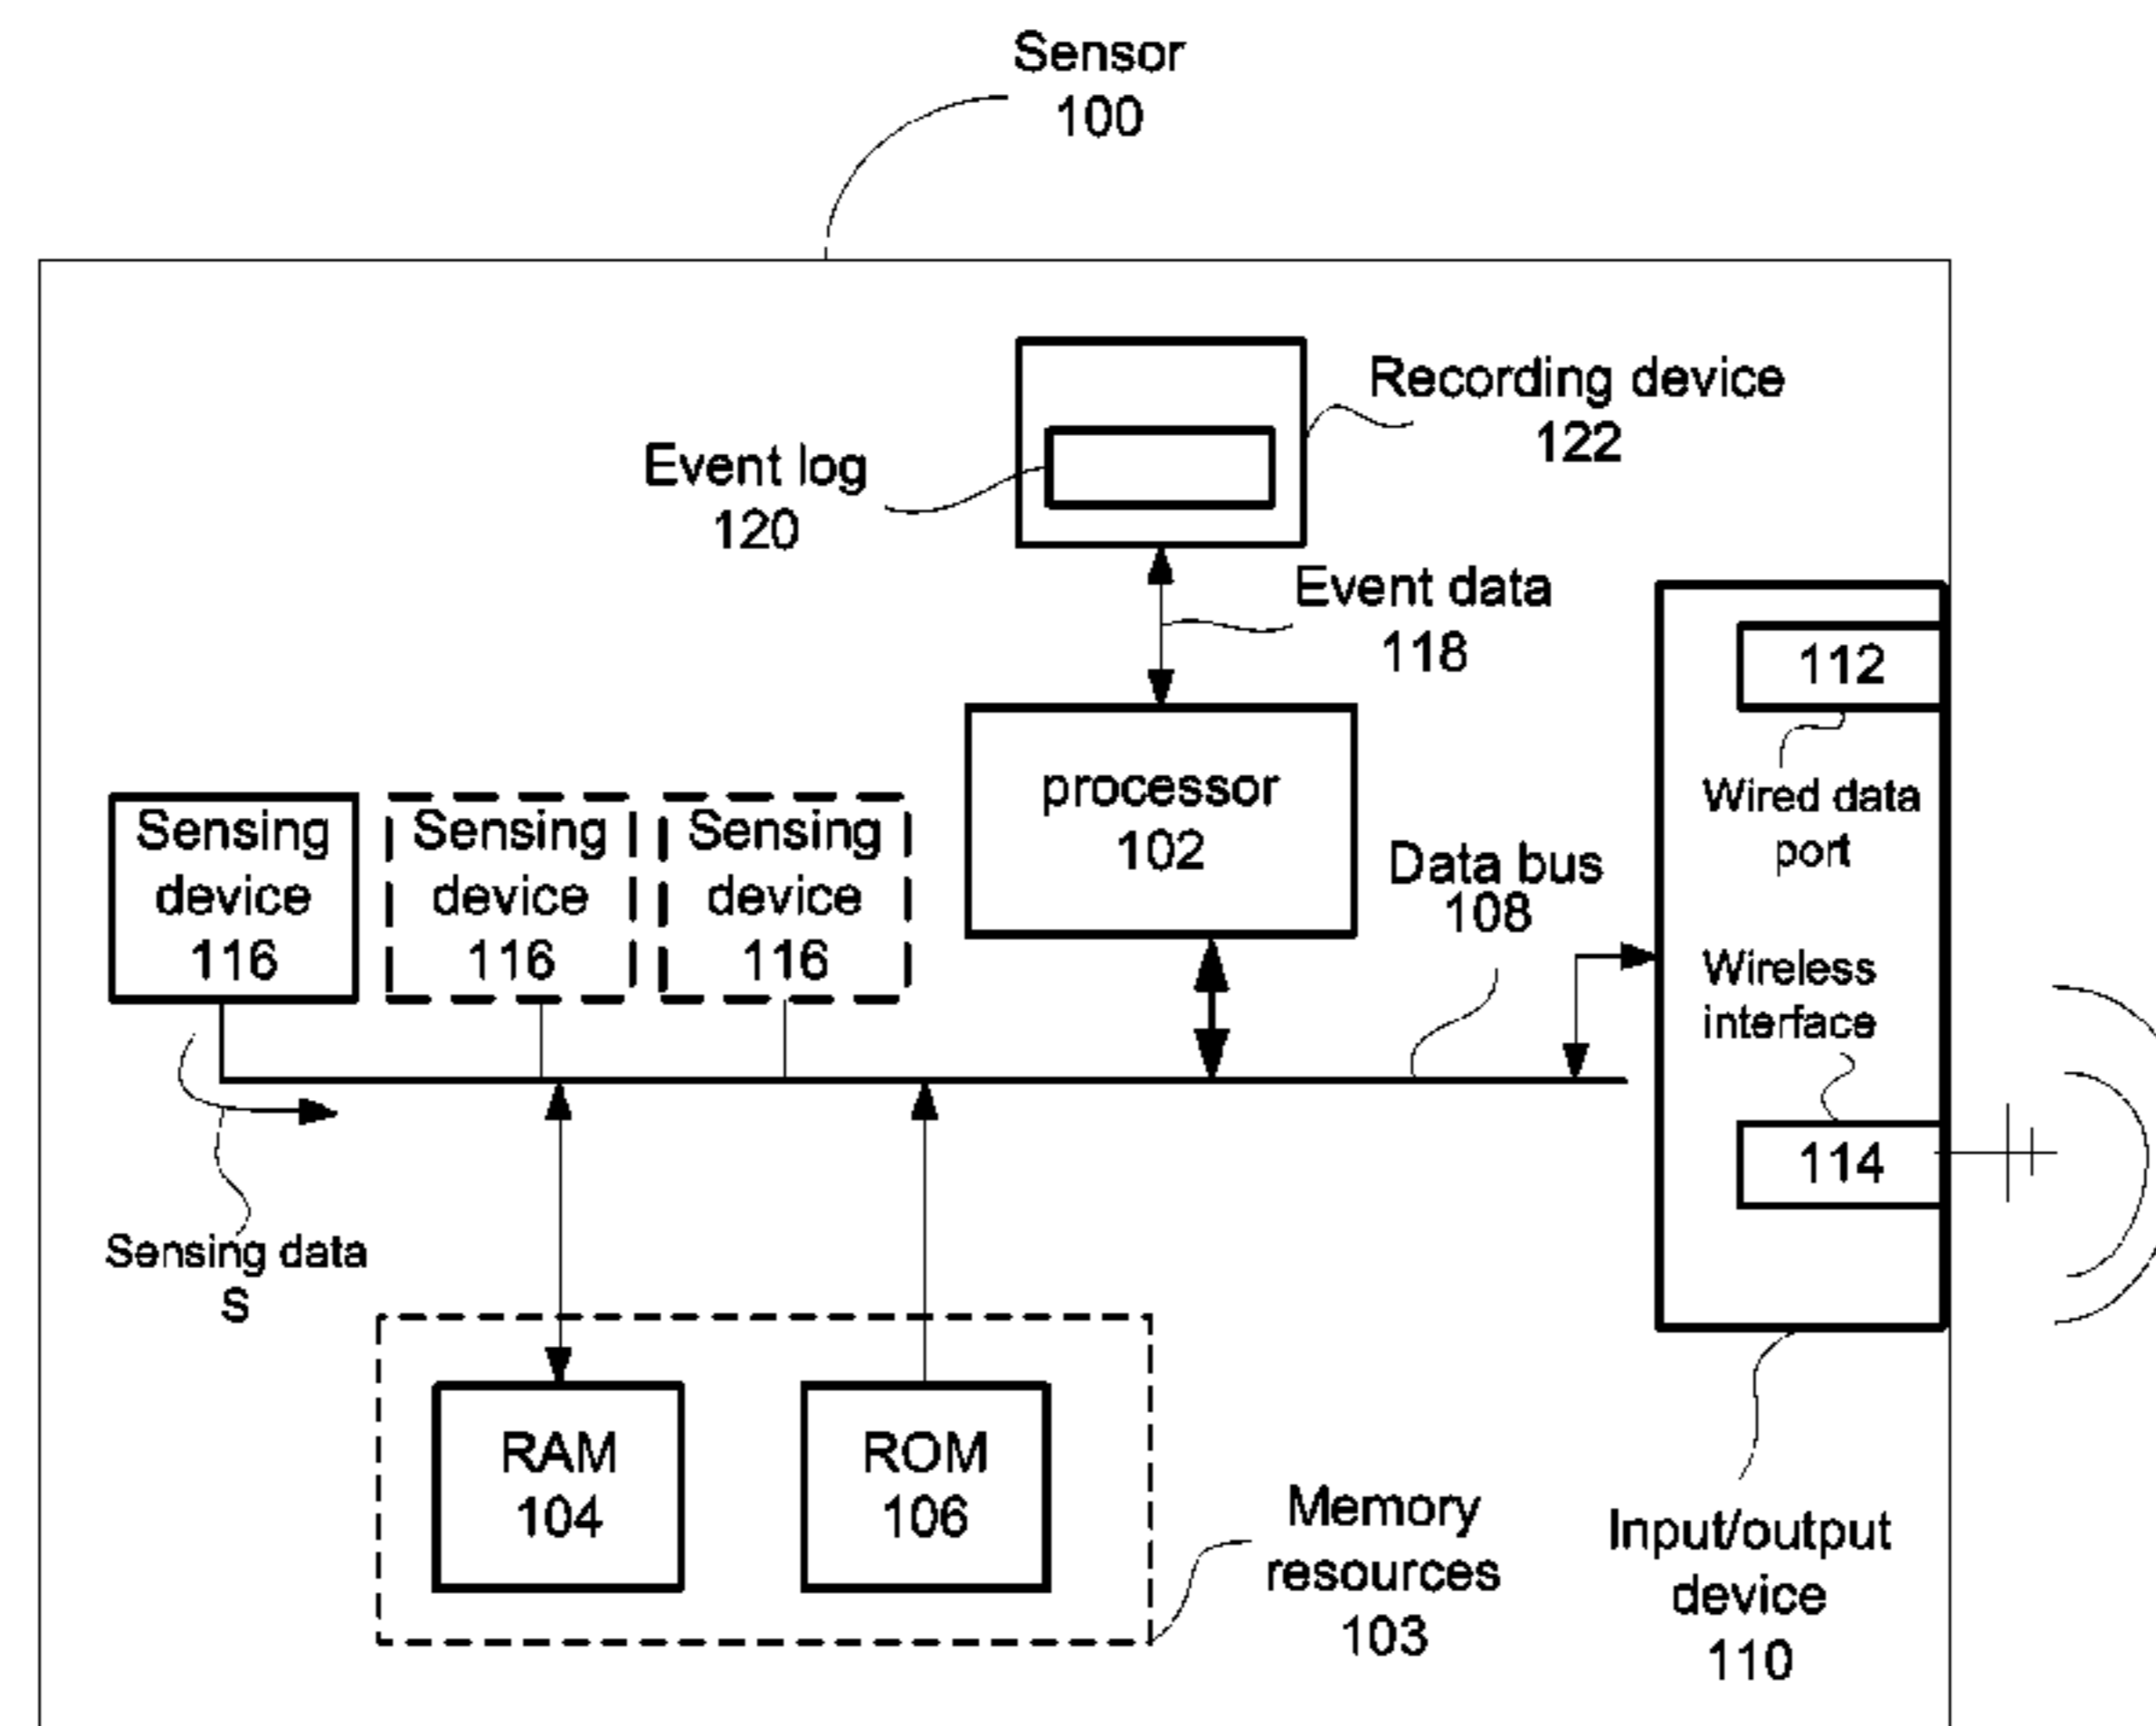 Sensor
100
Recording device
122
Event log
120
Event data
118
112
Wired data
port
processor
102
Data bus
108
Sensing
device
116
Sensing
device
116
Sensing
device
116
Wireless
interface
114
Sensing data
S
RAM
104
ROM
106
Memory
resources
103
Input/output
device
110